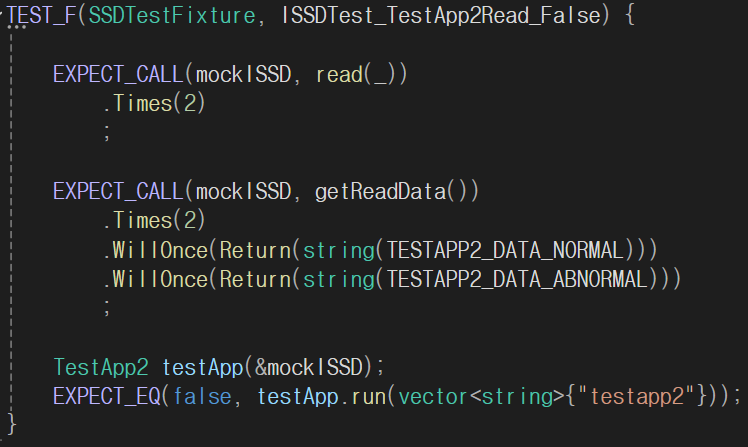 TEST_F(SSDTestFixture, ISSDTest_TestApp2Read_False) {
EXPECT_CALL(mockISSD, read(_))
.Times(2)
;
EXPECT_CALL(mockISSD, getReadData())
.Times(2)
.WillOnce(Return(string(TESTAPP2_DATA_NORMAL)))
.WillOnce(Return(string(TESTAPP2_DATA_ABNORMAL)))
;
TestApp2 testApp(&mockISSD);
EXPECT_EQ(false, testApp.run(vector<string>{"testapp2"}));
}